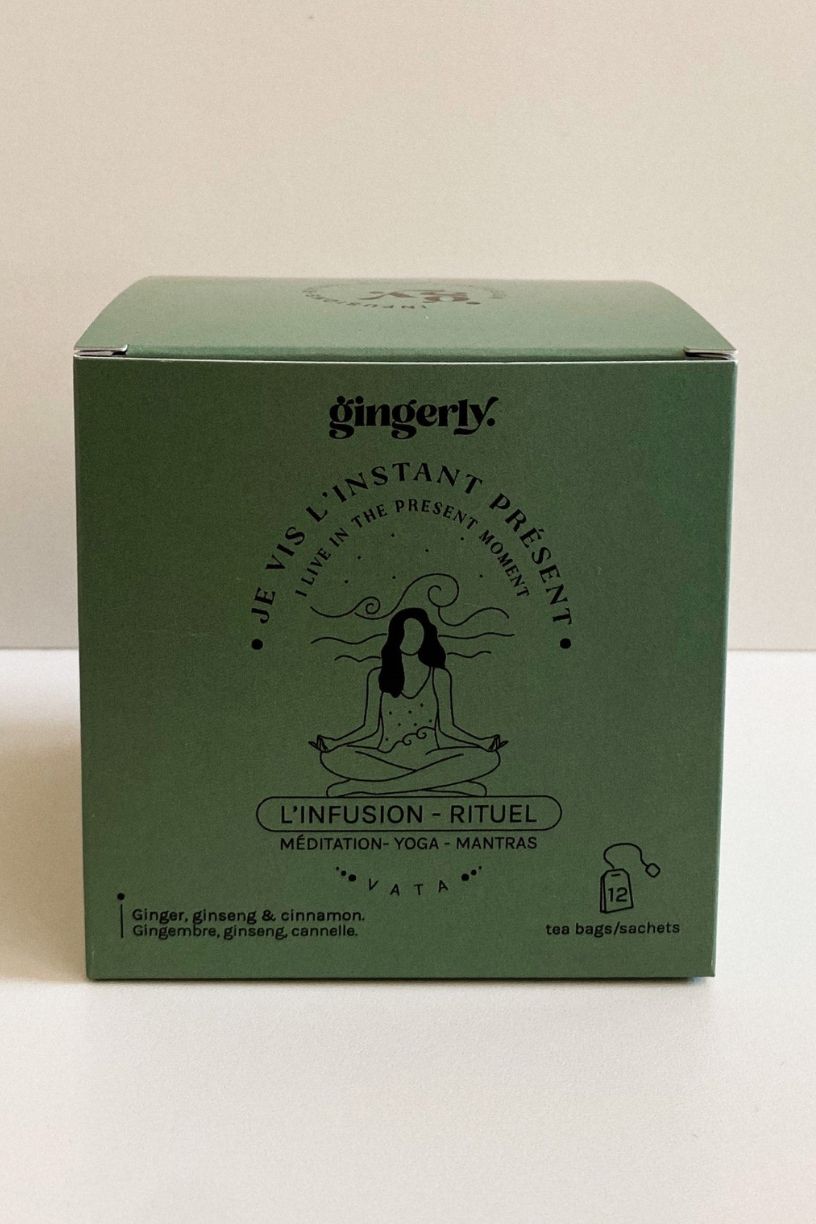 INFUSION
gingerly.
JE VIS L'INSTANT PRÉSENT
I LIVE IN THE PRESENT MOMENT
L'INFUSION - RITUEL
MÉDITATION- YOGA - MANTRAS
VATA
Ginger, ginseng & cinnamon.
Gingembre, ginseng, cannelle.
12
tea bags/sachets